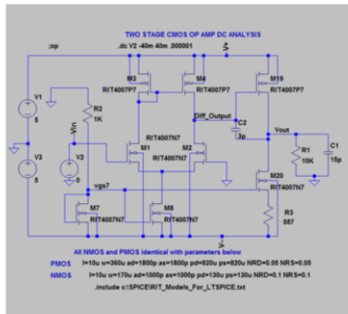 TWO STAGE CMOS OP AMP DC ANALYSIS
;op
.dc V2 -40m 40m .000001
V+
M3
RIT4007P7
M4
RIT4007P7
M19
RIT4007P7
V1
5
R2
1K
Vin
Diff_Output
C2
3p
Vout
RIT4007N7
M1
M2
RIT4007N7
R1
10K
C1
15p
V3
5
V2
0
vgs7
M7
RIT4007N7
M8
RIT4007N7
M20
RIT4007N7
R3
557
V-
All NMOS and PMOS identical with parameters below
PMOS l=10u w=360u ad=1800p as=1800p pd=820u ps=820u NRD=0.05 NRS=0.05
NMOS l=10u w=170u ad=1000p as=1000p pd=130u ps=130u NRD=0.1 NRS=0.1
.include c:\SPICE\RIT_Models_For_LTSPICE.txt